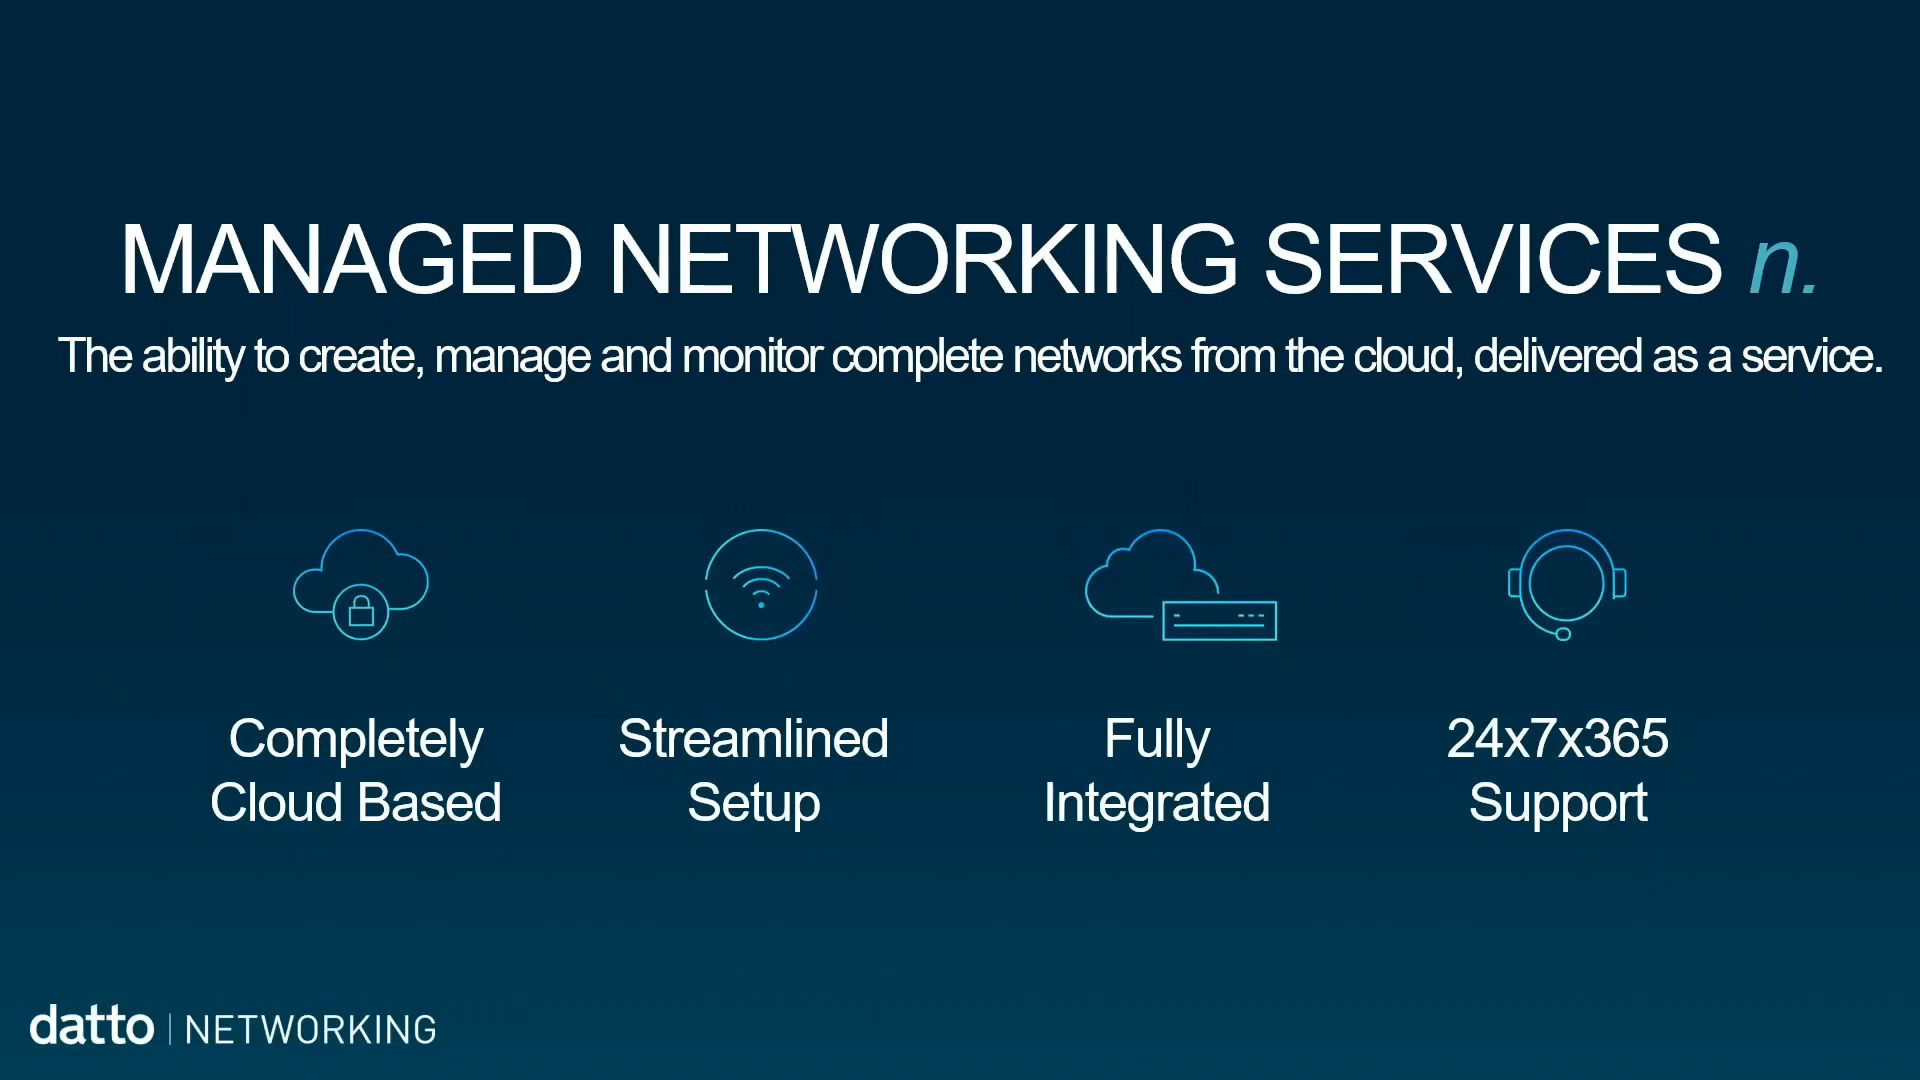 MANAGED NETWORKING SERVICES n.
The ability to create, manage and monitor complete networks from the cloud, delivered as a service.
Completely
Cloud Based
Streamlined
Setup
Fully
Integrated
24x7x365
Support
datto | NETWORKING